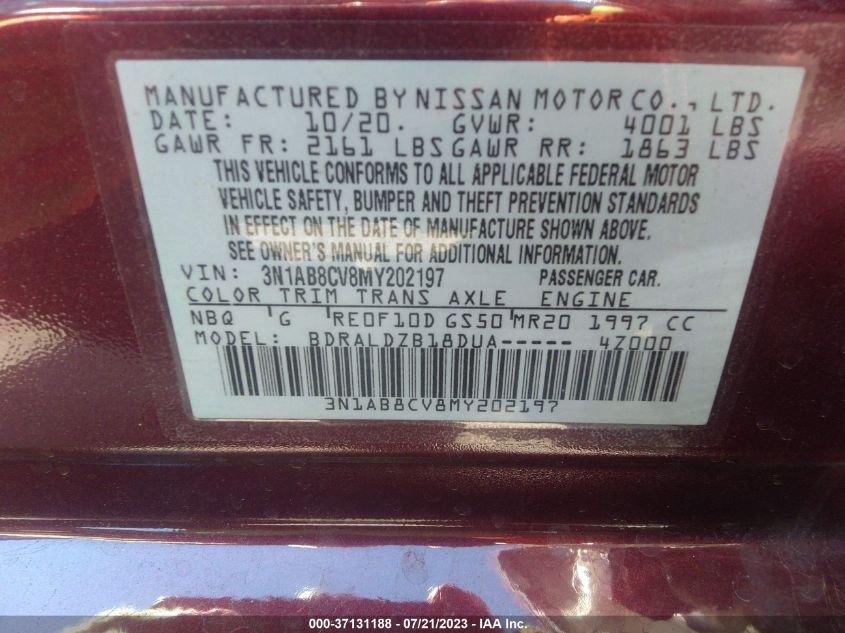 MANUFACTURED BY NISSAN MOTOR CO., LTD.
DATE: 10/20. GVWR: 4001 LBS
GAWR FR: 2161 LBS GAWR RR: 1863 LBS
THIS VEHICLE CONFORMS TO ALL APPLICABLE FEDERAL MOTOR
VEHICLE SAFETY, BUMPER AND THEFT PREVENTION STANDARDS
IN EFFECT ON THE DATE OF MANUFACTURE SHOWN ABOVE.
SEE OWNER'S MANUAL FOR ADDITIONAL INFORMATION.
VIN: 3N1AB8CV8MY202197 PASSENGER CAR.
COLOR TRIM TRANS AXLE ENGINE
NBQ 'G RE0F10D GS50 MR20 1997 CC
MODEL: BDRALDZB18DUA----- 4Z000
3N1AB8CV8MY202197
000-37131188 - 07/21/2023 - IAA Inc.